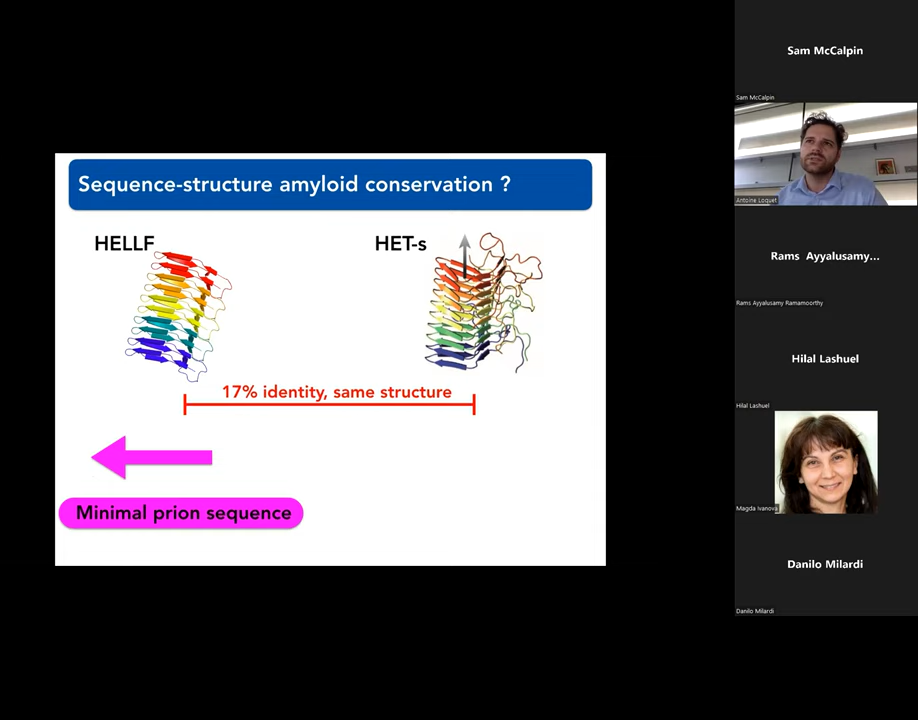 Sequence-structure amyloid conservation ?
HELLF
HET-s
17% identity, same structure
Minimal prion sequence
Sam McCalpin
Sam McCalpin
Antoine Loquet
Rams Ayyalusamy...
Rams Ayyalusamy Ramamoorthy
Hilal Lashuel
Hilal Lashuel
Magda Ivanova
Danilo Milardi
Danilo Milardi